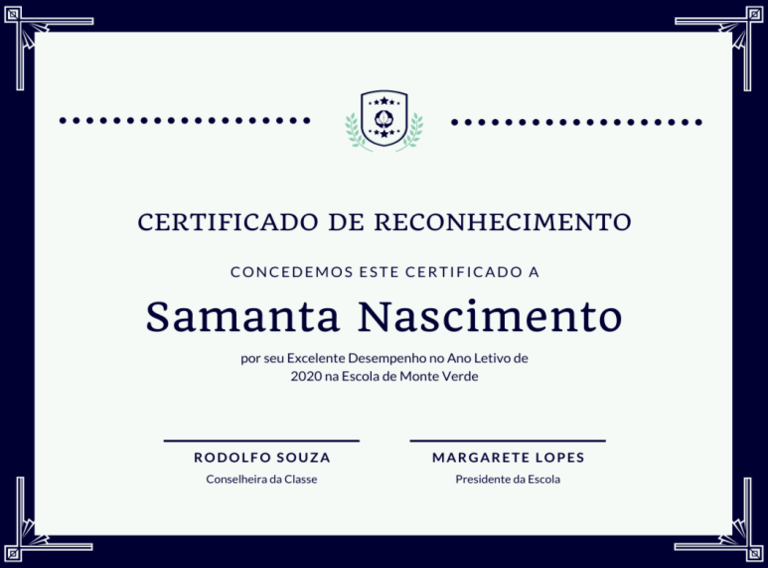 CERTIFICADO DE RECONHECIMENTO
CONCEDEMOS ESTE CERTIFICADO A
Samanta Nascimento
por seu Excelente Desempenho no Ano Letivo de
2020 na Escola de Monte Verde
RODOLFO SOUZA
Conselheira da Classe
MARGARETE LOPES
Presidente da Escola